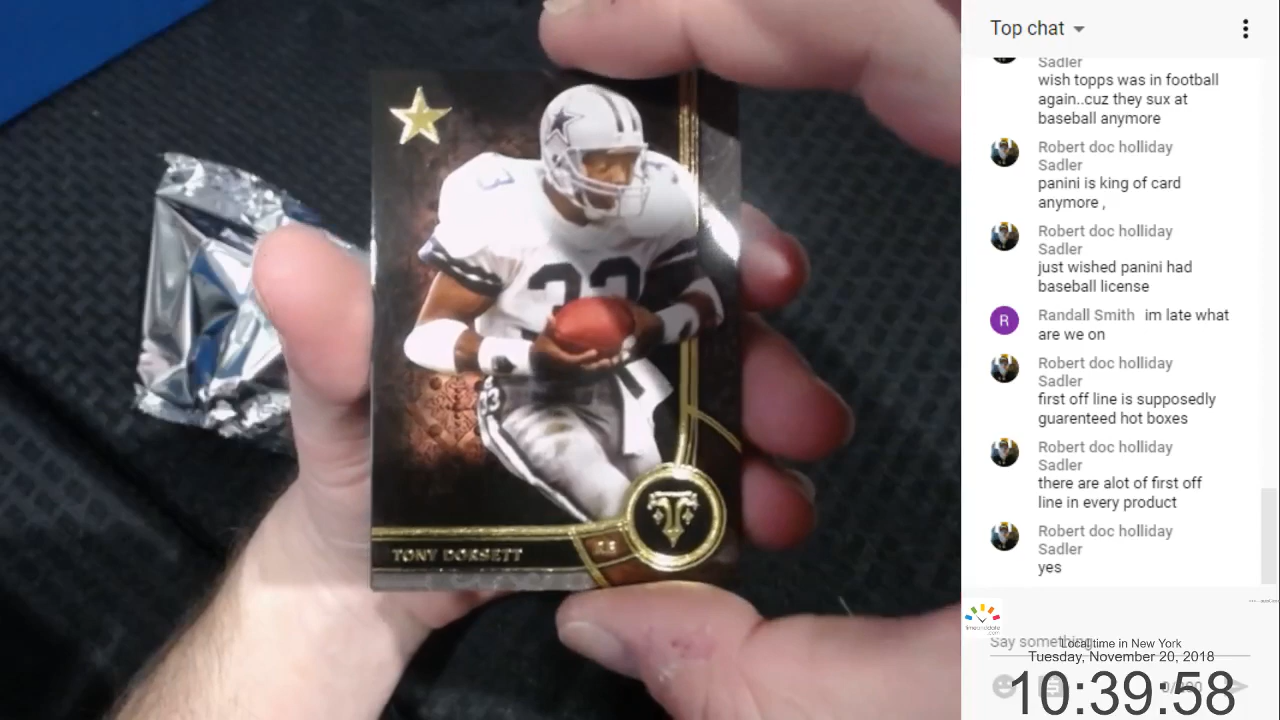 3
33
33
TONY DORSETT
T
Top chat
Sadler
wish topps was in football
again..cuz they sux at
baseball anymore
Robert doc holliday
Sadler
panini is king of card
anymore ,
Robert doc holliday
Sadler
just wished panini had
baseball license
R
Randall Smith im late what
are we on
Robert doc holliday
Sadler
first off line is supposedly
guarenteed hot boxes
Robert doc holliday
Sadler
there are alot of first off
line in every product
Robert doc holliday
Sadler
yes
Say something...
Local time in New York
Tuesday, November 20, 2018
10:39:58